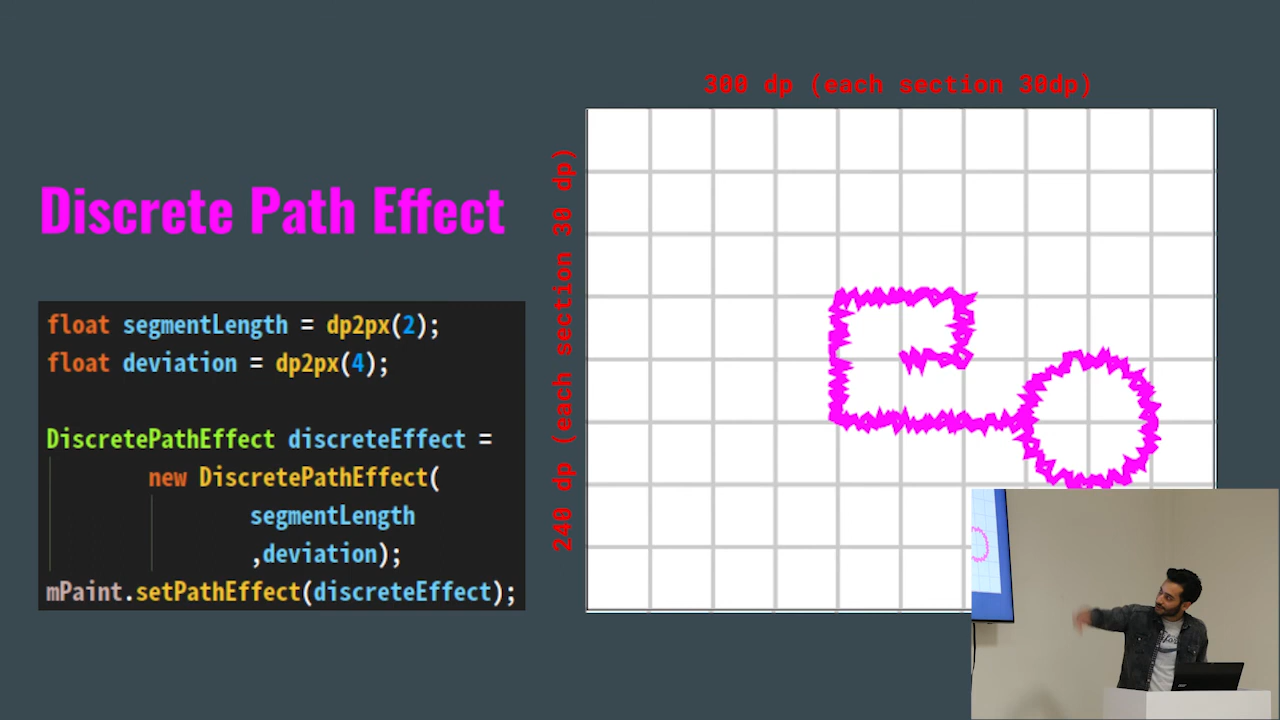 300 dp (each section 30dp)
240 dp (each section 30 dp)
Discrete Path Effect
float segmentLength = dp2px(2);
float deviation = dp2px(4);
DiscretePathEffect discreteEffect =
new DiscretePathEffect(
segmentLength
,deviation);
mPaint.setPathEffect(discreteEffect);